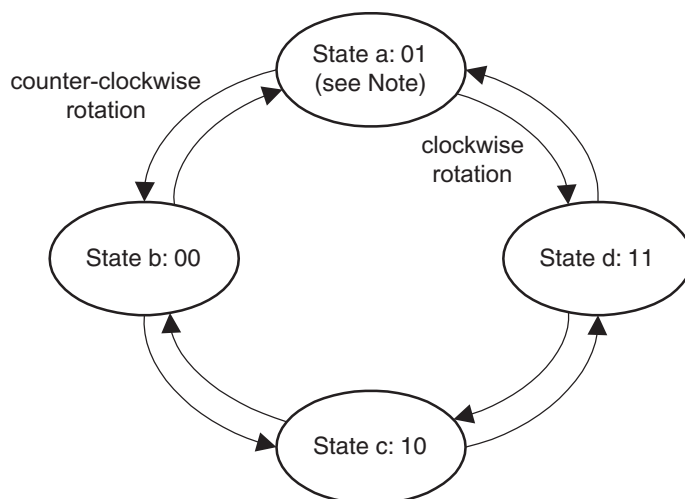 State a: 01
(see Note)
counter-clockwise
rotation
clockwise
rotation
State b: 00
State d: 11
State c: 10